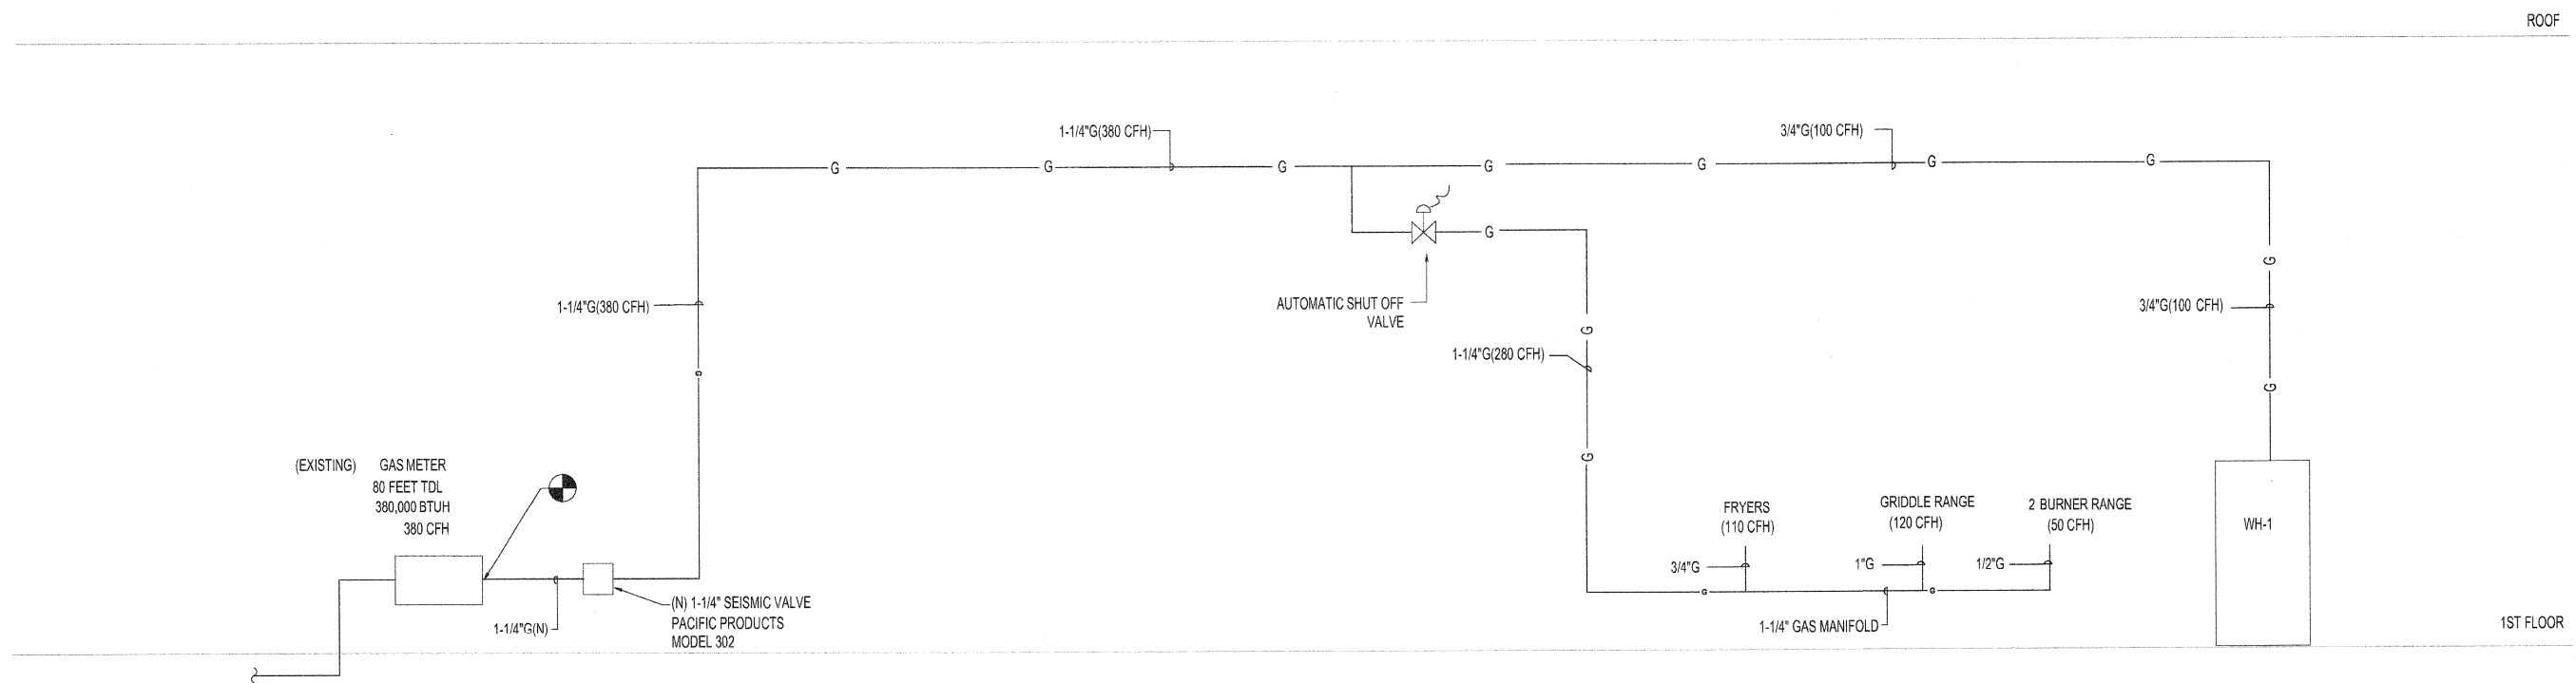 ROOF
1-1/4"G(380 CFH)
3/4"G(100 CFH)
G
G
G
G
G
G
G
G
AUTOMATIC SHUT OFF
VALVE
1-1/4"G(380 CFH)
G
3/4"G(100 CFH)
G
G
1-1/4"G(280 CFH)
G
G
G
(EXISTING) GAS METER
80 FEET TDL
380,000 BTUH
380 CFH
FRYERS
(110 CFH)
GRIDDLE RANGE
(120 CFH)
2 BURNER RANGE
(50 CFH)
WH-1
3/4"G
1"G
1/2"G
G
G
(N) 1-1/4" SEISMIC VALVE
PACIFIC PRODUCTS
MODEL 302
1-1/4"G(N)
1-1/4" GAS MANIFOLD
1ST FLOOR